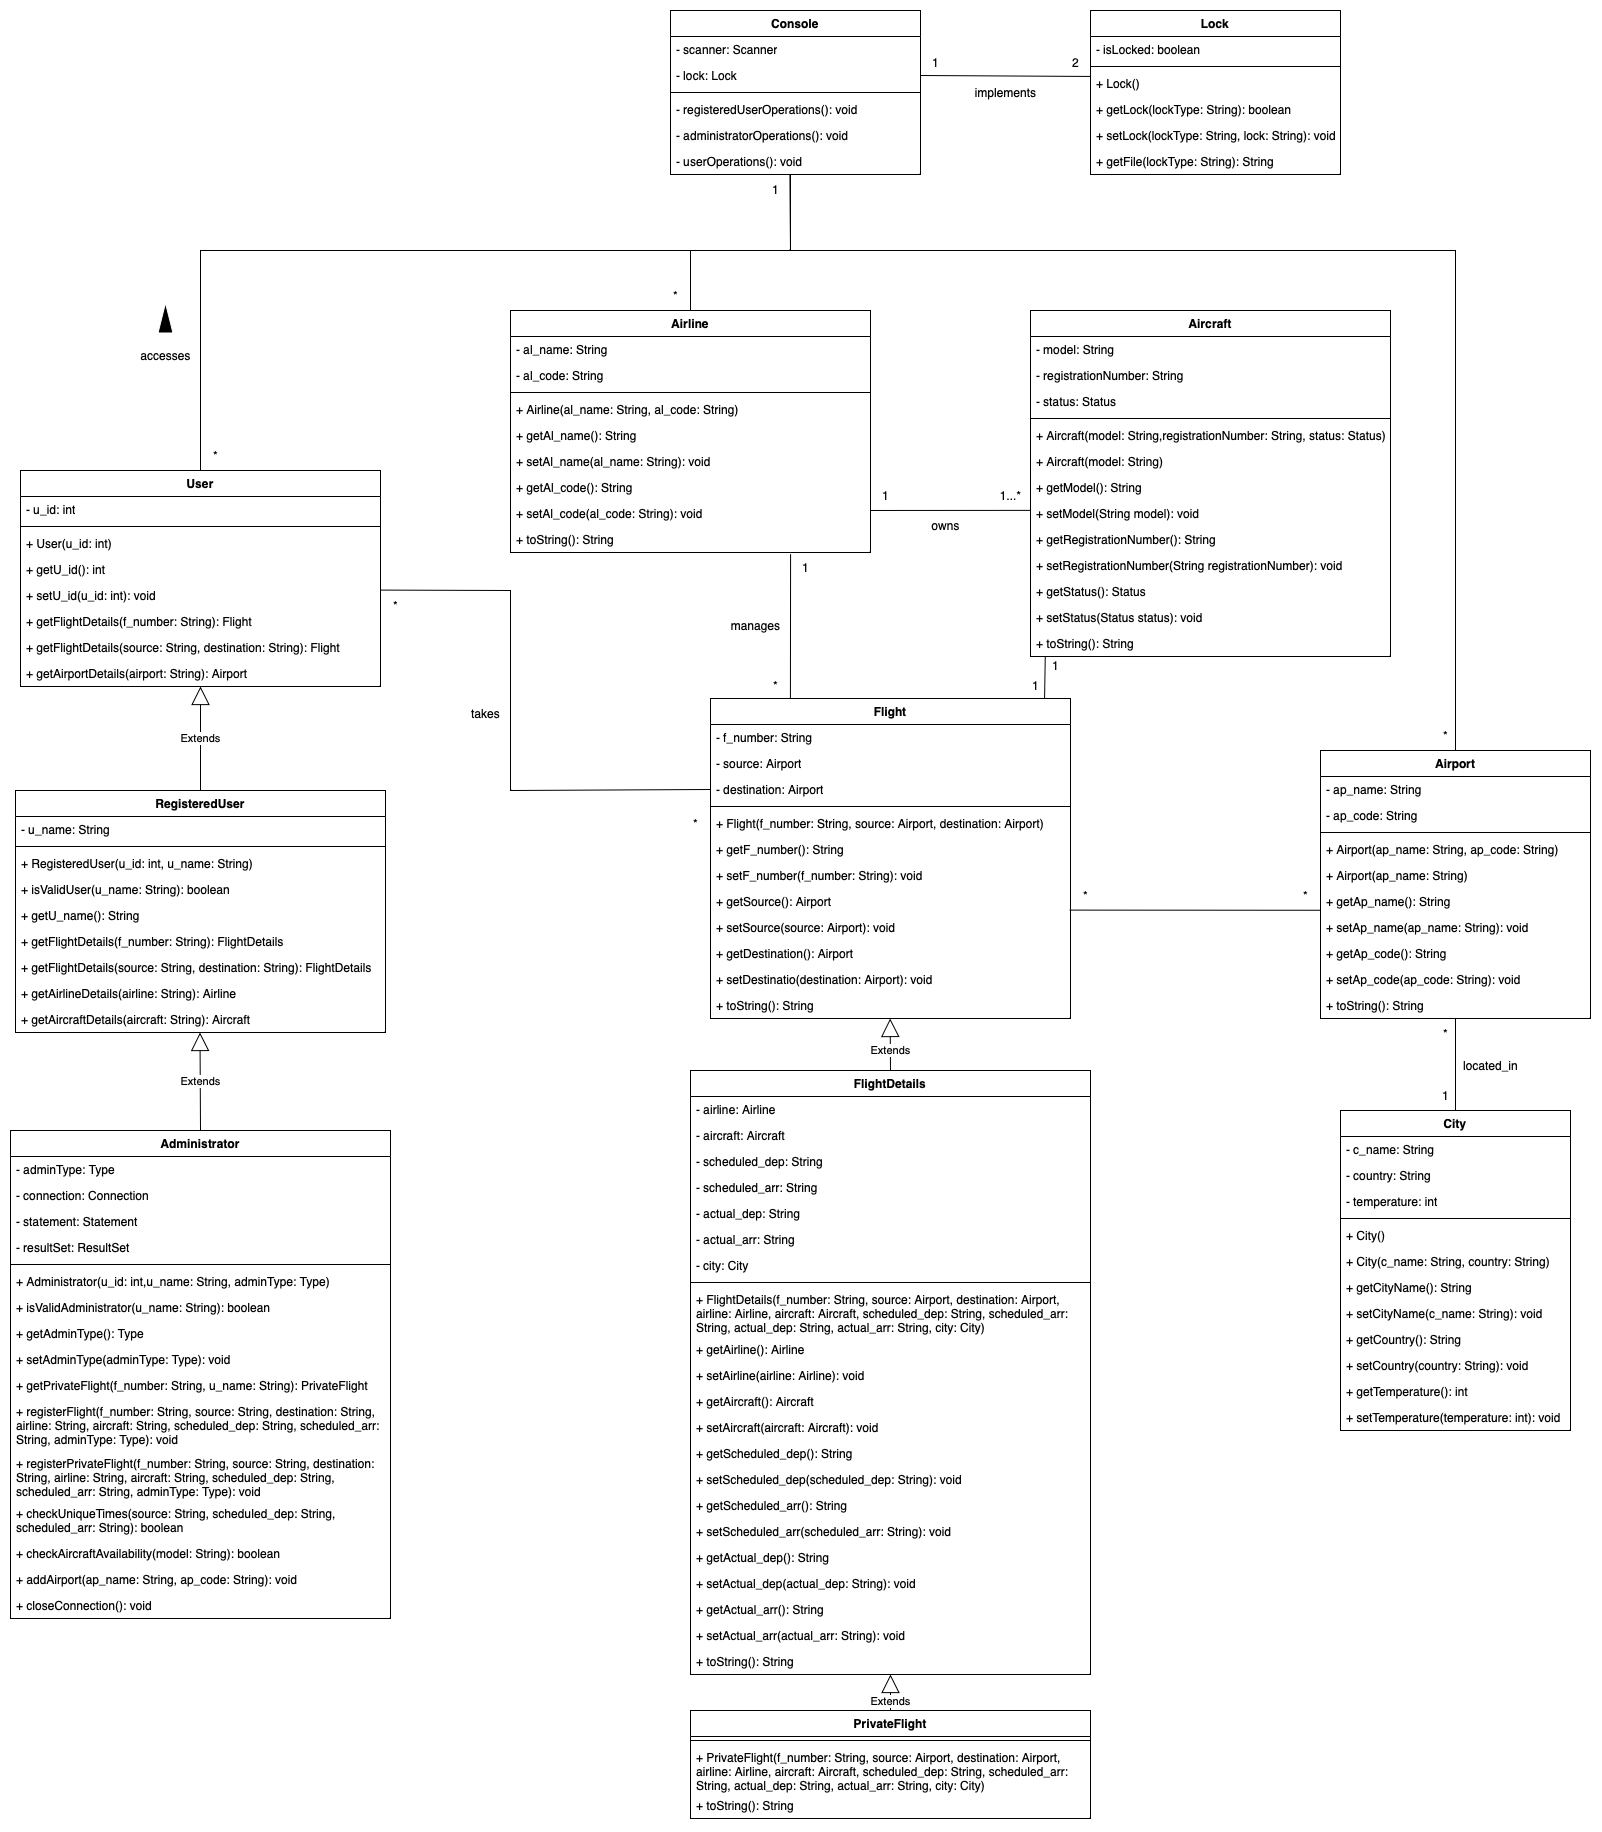 Console
- scanner: Scanner
- lock: Lock
- registeredUserOperations(): void
- administratorOperations(): void
- userOperations(): void
1
2
implements
Lock
- isLocked: boolean
+ Lock()
+ getLock(lockType: String): boolean
+ setLock(lockType: String, lock: String): void
+ getFile(lockType: String): String
1
accesses
*
*
*
Airline
- al_name: String
- al_code: String
+ Airline(al_name: String, al_code: String)
+ getAl_name(): String
+ setAl_name(al_name: String): void
+ getAl_code(): String
+ setAl_code(al_code: String): void
+ toString(): String
1
1...*
owns
Aircraft
- model: String
- registrationNumber: String
- status: Status
+ Aircraft(model: String,registrationNumber: String, status: Status)
+ Aircraft(model: String)
+ getModel(): String
+ setModel(String model): void
+ getRegistrationNumber(): String
+ setRegistrationNumber(String registrationNumber): void
+ getStatus(): Status
+ setStatus(Status status): void
+ toString(): String
User
- u_id: int
+ User(u_id: int)
+ getU_id(): int
+ setU_id(u_id: int): void
+ getFlightDetails(f_number: String): Flight
+ getFlightDetails(source: String, destination: String): Flight
+ getAirportDetails(airport: String): Airport
*
takes
*
1
manages
*
1
1
Extends
RegisteredUser
- u_name: String
+ RegisteredUser(u_id: int, u_name: String)
+ isValidUser(u_name: String): boolean
+ getU_name(): String
+ getFlightDetails(f_number: String): FlightDetails
+ getFlightDetails(source: String, destination: String): FlightDetails
+ getAirlineDetails(airline: String): Airline
+ getAircraftDetails(aircraft: String): Aircraft
Flight
- f_number: String
- source: Airport
- destination: Airport
+ Flight(f_number: String, source: Airport, destination: Airport)
+ getF_number(): String
+ setF_number(f_number: String): void
+ getSource(): Airport
+ setSource(source: Airport): void
+ getDestination(): Airport
+ setDestinatio(destination: Airport): void
+ toString(): String
*
*
Airport
- ap_name: String
- ap_code: String
+ Airport(ap_name: String, ap_code: String)
+ Airport(ap_name: String)
+ getAp_name(): String
+ setAp_name(ap_name: String): void
+ getAp_code(): String
+ setAp_code(ap_code: String): void
+ toString(): String
*
located_in
1
Extends
Administrator
- adminType: Type
- connection: Connection
- statement: Statement
- resultSet: ResultSet
+ Administrator(u_id: int,u_name: String, adminType: Type)
+ isValidAdministrator(u_name: String): boolean
+ getAdminType(): Type
+ setAdminType(adminType: Type): void
+ getPrivateFlight(f_number: String, u_name: String): PrivateFlight
+ registerFlight(f_number: String, source: String, destination: String,
airline: String, aircraft: String, scheduled_dep: String, scheduled_arr:
String, adminType: Type): void
+ registerPrivateFlight(f_number: String, source: String, destination:
String, airline: String, aircraft: String, scheduled_dep: String,
scheduled_arr: String, adminType: Type): void
+ checkUniqueTimes(source: String, scheduled_dep: String,
scheduled_arr: String): boolean
+ checkAircraftAvailability(model: String): boolean
+ addAirport(ap_name: String, ap_code: String): void
+ closeConnection(): void
Extends
FlightDetails
- airline: Airline
- aircraft: Aircraft
- scheduled_dep: String
- scheduled_arr: String
- actual_dep: String
- actual_arr: String
- city: City
+ FlightDetails(f_number: String, source: Airport, destination: Airport,
airline: Airline, aircraft: Aircraft, scheduled_dep: String, scheduled_arr:
String, actual_dep: String, actual_arr: String, city: City)
+ getAirline(): Airline
+ setAirline(airline: Airline): void
+ getAircraft(): Aircraft
+ setAircraft(aircraft: Aircraft): void
+ getScheduled_dep(): String
+ setScheduled_dep(scheduled_dep: String): void
+ getScheduled_arr(): String
+ setScheduled_arr(scheduled_arr: String): void
+ getActual_dep(): String
+ setActual_dep(actual_dep: String): void
+ getActual_arr(): String
+ setActual_arr(actual_arr: String): void
+ toString(): String
City
- c_name: String
- country: String
- temperature: int
+ City()
+ City(c_name: String, country: String)
+ getCityName(): String
+ setCityName(c_name: String): void
+ getCountry(): String
+ setCountry(country: String): void
+ getTemperature(): int
+ setTemperature(temperature: int): void
Extends
PrivateFlight
+ PrivateFlight(f_number: String, source: Airport, destination: Airport,
airline: Airline, aircraft: Aircraft, scheduled_dep: String, scheduled_arr:
String, actual_dep: String, actual_arr: String, city: City)
+ toString(): String